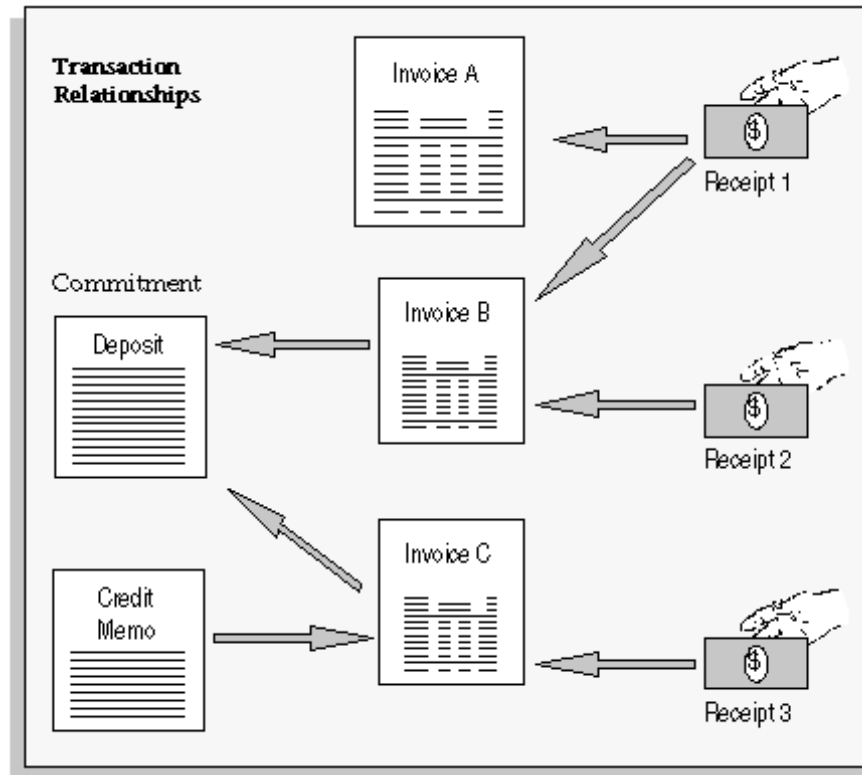 Transaction
Relationships
Invoice A
$
Receipt 1
Commitment
Deposit
Invoice B
$
Receipt 2
Credit
Memo
Invoice C
$
Receipt 3